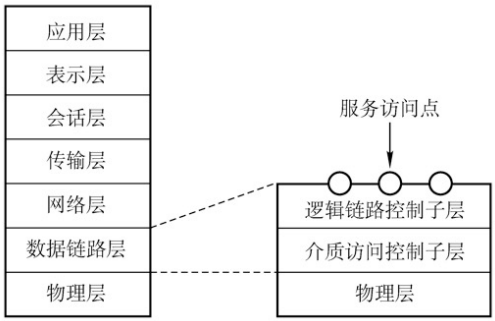 应用层
表示层
会话层
传输层
网络层
数据链路层
物理层
服务访问点
逻辑链路控制子层
介质访问控制子层
物理层